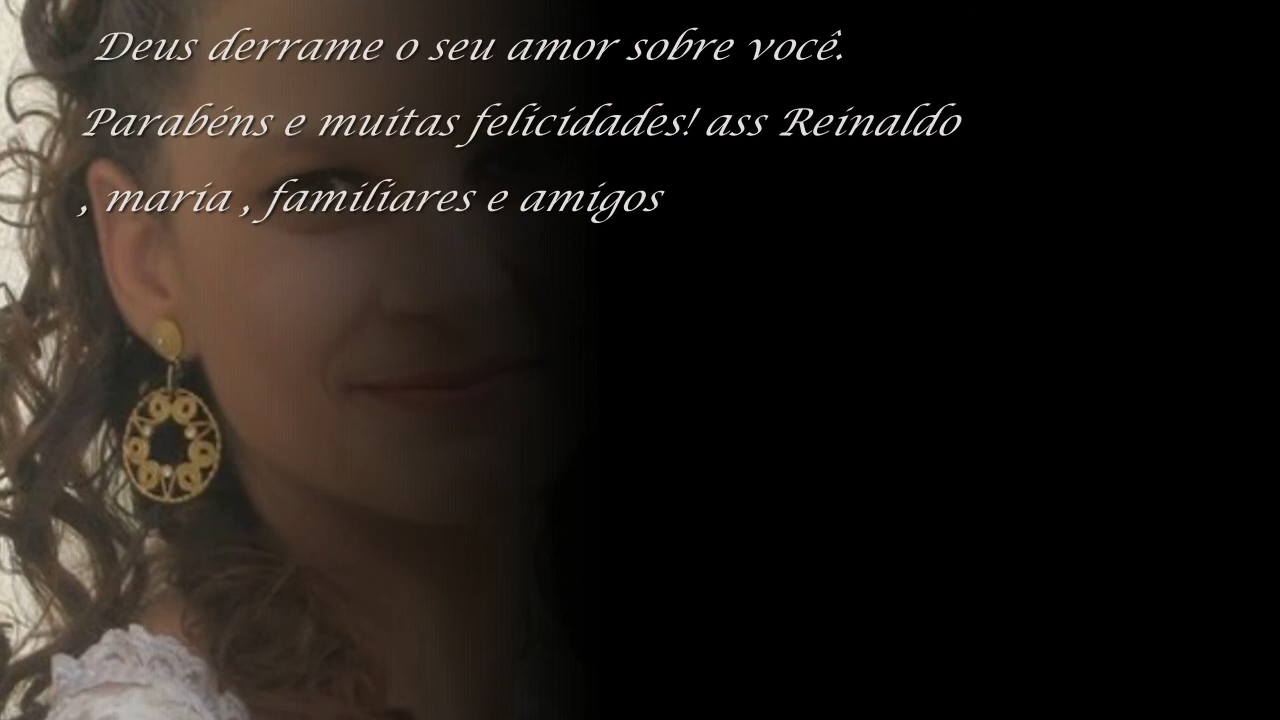 Deus derrame o seu amor sobre você.
Parabéns e muitas felicidades! ass Reinaldo
, maria , familiares e amigos